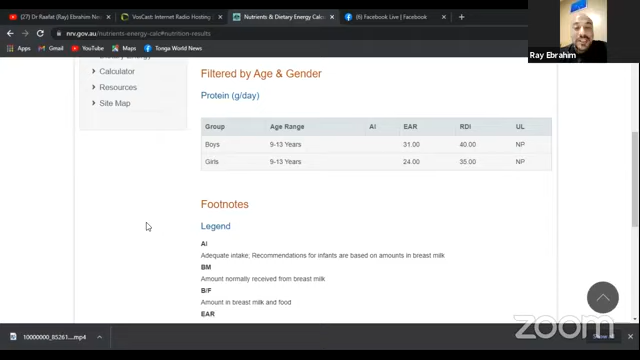 Dr Raafat (Ray) Ebrahim Ne
VoxCast: Internet Radio Hosting
Nutrients & Dietary Energy Calc
Facebook Live | Facebook
nrv.gov.au/nutrients-energy-calc#nutrition-results
Apps
Gmail
YouTube
Maps
Tonga World News
Ray Ebrahim
Calculator
Resources
Site Map
Filtered by Age & Gender
Protein (g/day)
Group Age Range AI EAR RDI UL
Boys 9-13 Years 31.00 40.00 NP
Girls 9-13 Years 24.00 35.00 NP
Footnotes
Legend
AI
Adequate intake; Recommendations for infants are based on amounts in breast milk
BM
Amount normally received from breast milk
B/F
Amount in breast milk and food
EAR
zoom
10000000_85261....mp4
Show all